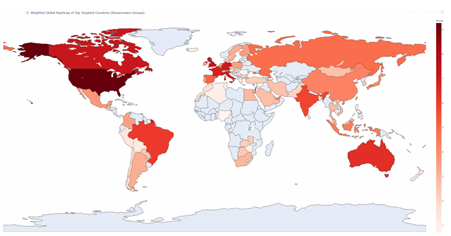 Weighted Global Heatmap of Top Targeted Countries (Ransomware Groups)